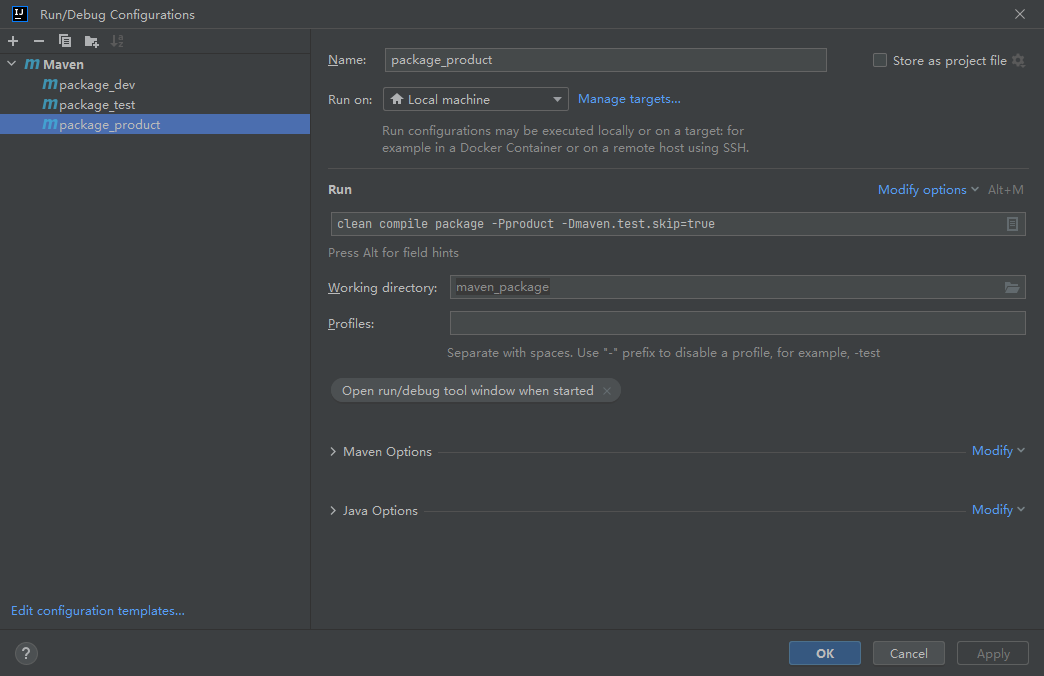 IJ Run/Debug Configurations
Maven
package_dev
package_test
package_product
Edit configuration templates...
Name: package_product Store as project file
Run on: Local machine Manage targets...
Run configurations may be executed locally or on a target: for
example in a Docker Container or on a remote host using SSH.
Run Modify options Alt+M
clean compile package -Pproduct -Dmaven.test.skip=true
Press Alt for field hints
Working directory: maven_package
Profiles:
Separate with spaces. Use "-" prefix to disable a profile, for example, -test
Open run/debug tool window when started
Maven Options Modify
Java Options Modify
? OK Cancel Apply